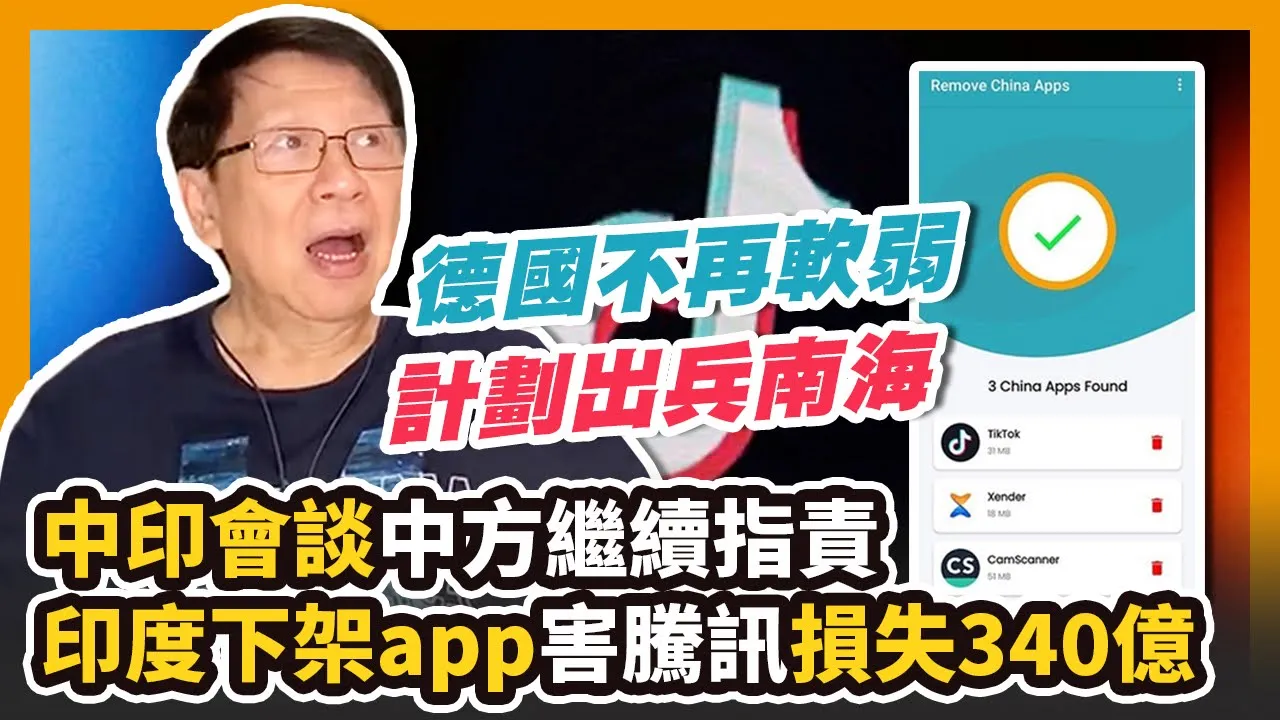 Remove China Apps
德國不再軟弱
計劃出兵南海
3 China Apps Found
TikTok
31 MB
Xender
18 MB
CS
CamScanner
51 MB
中印會談中方繼續指責
印度下架app害騰訊損失340億